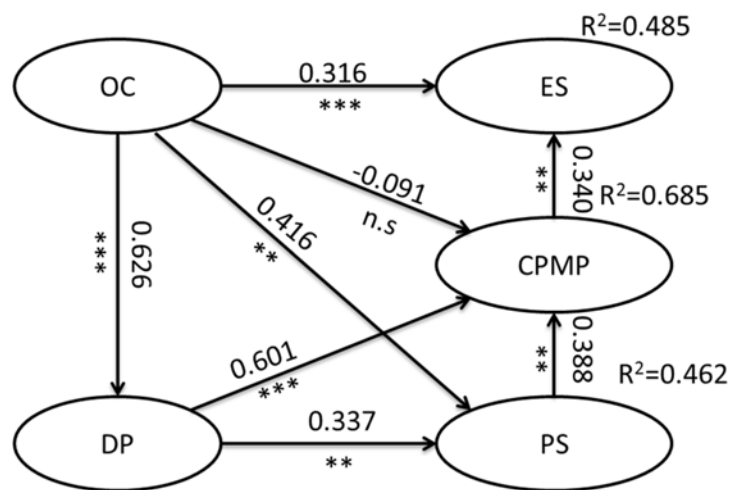 R²=0.485
OC
0.316
ES
***
-0.091
n.s
0.340
**
R²=0.685
0.626
***
0.416
**
CPMP
0.601
***
0.388
**
R²=0.462
DP
0.337
**
PS